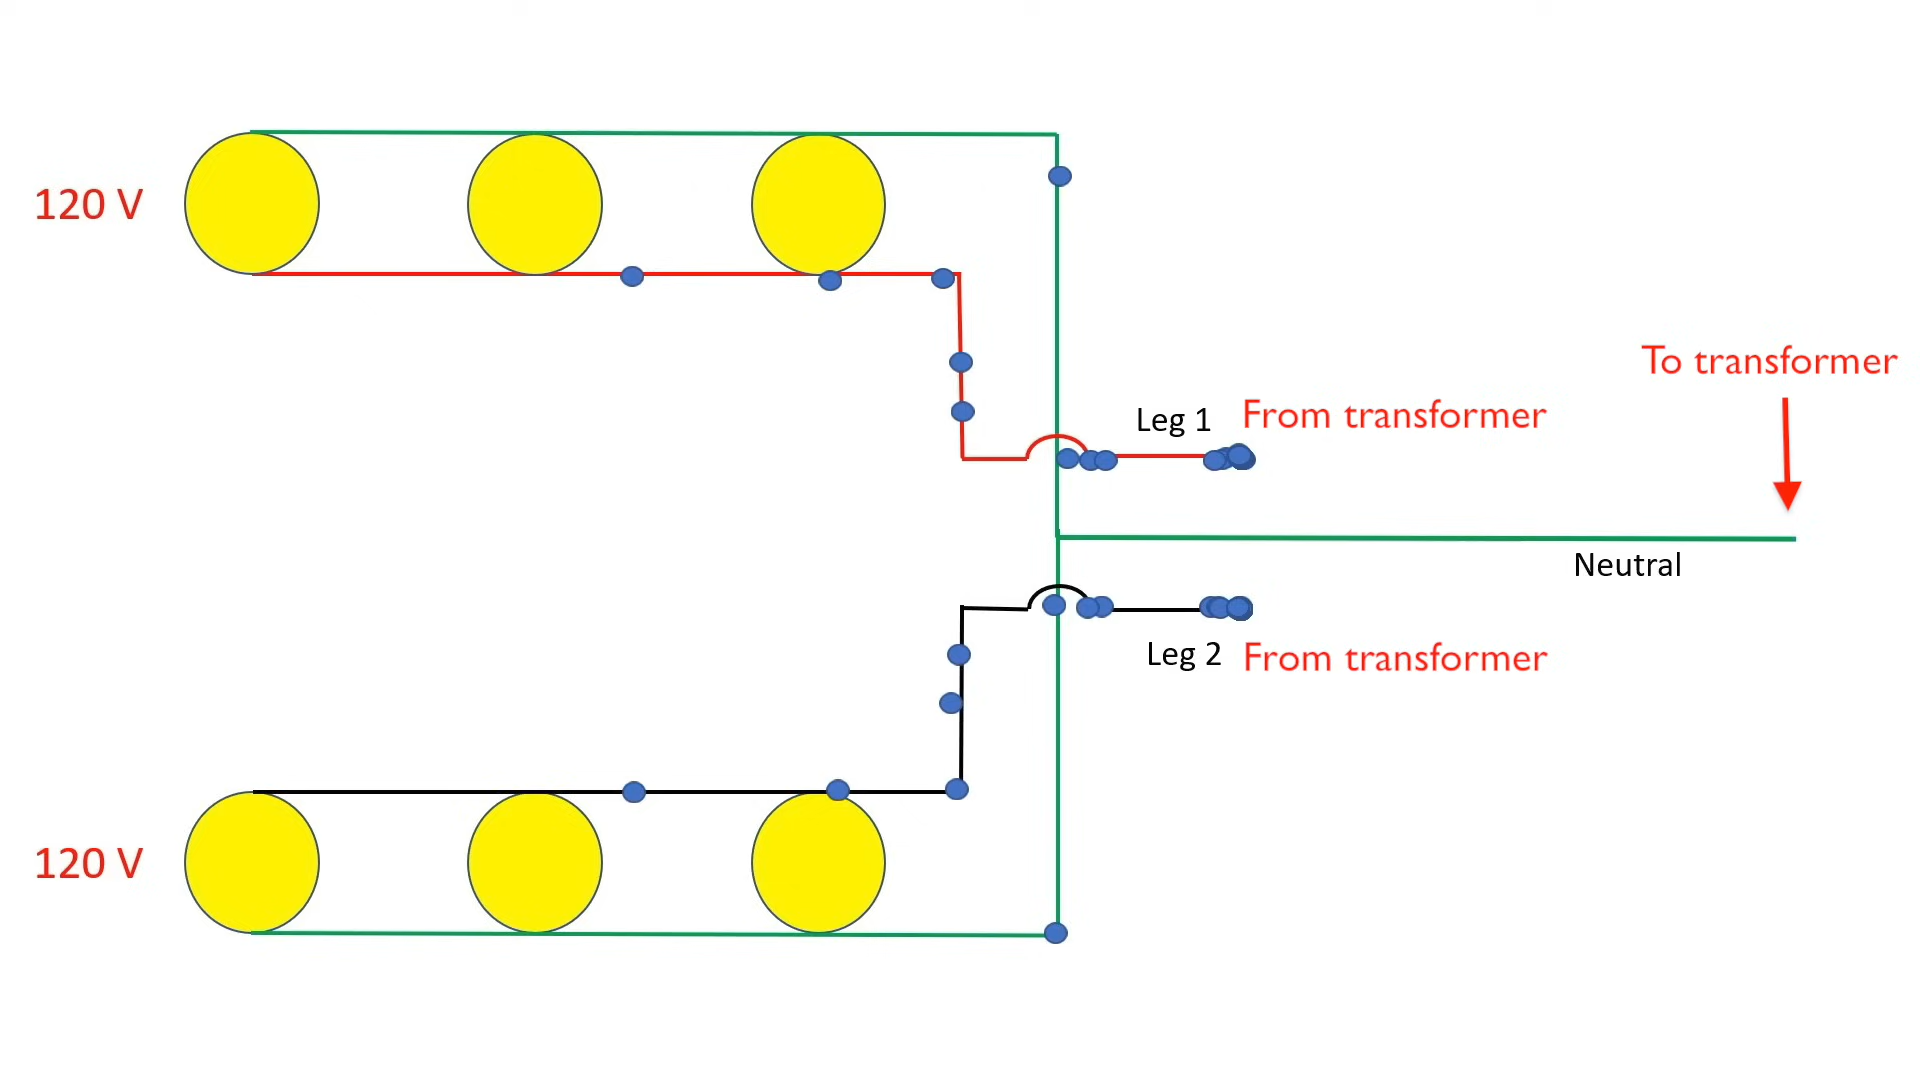 120 V
To transformer
Leg 1 From transformer
Neutral
Leg 2 From transformer
120 V